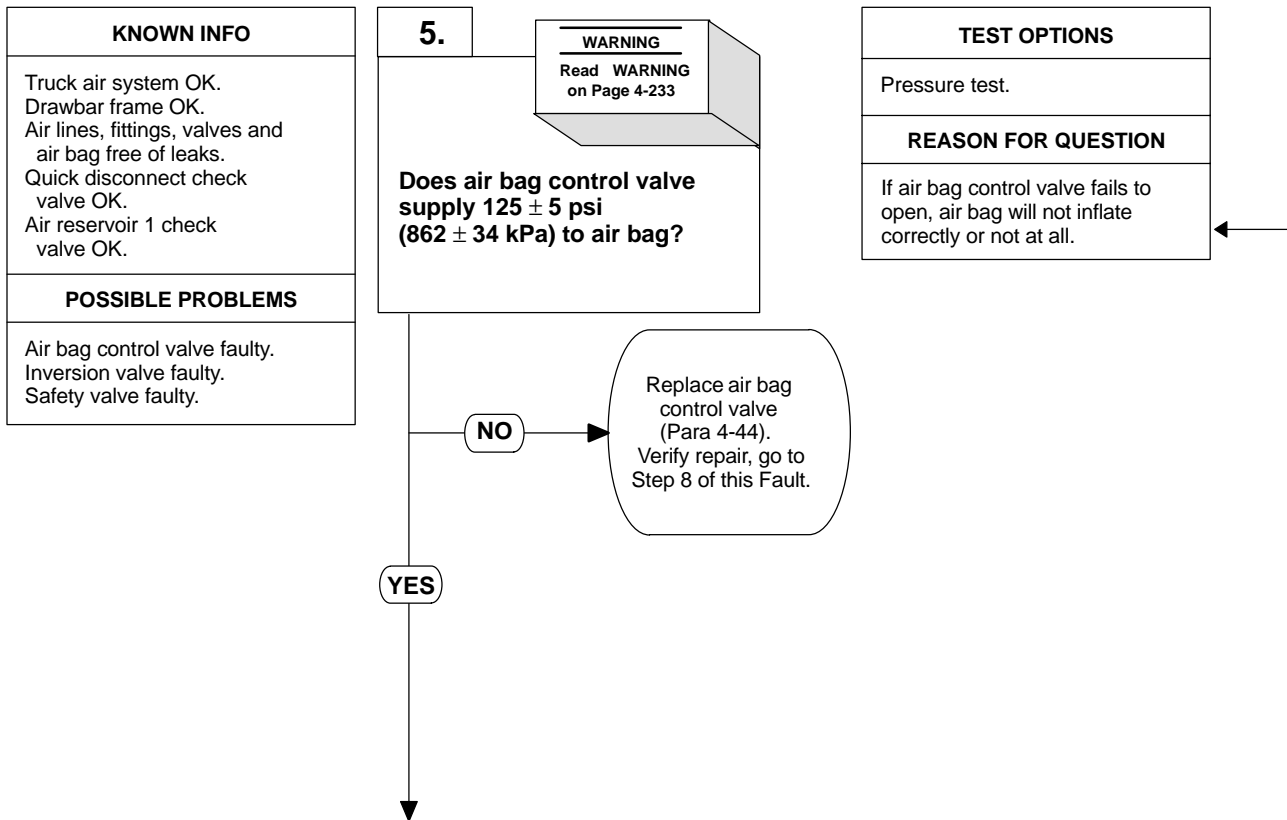 KNOWN INFO
Truck air system OK.
Drawbar frame OK.
Air lines, fittings, valves and
air bag free of leaks.
Quick disconnect check
valve OK.
Air reservoir 1 check
valve OK.
POSSIBLE PROBLEMS
Air bag control valve faulty.
Inversion valve faulty.
Safety valve faulty.
5.
WARNING
Read WARNING
on Page 4-233
Does air bag control valve
supply 125 ± 5 psi
(862 ± 34 kPa) to air bag?
TEST OPTIONS
Pressure test.
REASON FOR QUESTION
If air bag control valve fails to
open, air bag will not inflate
correctly or not at all.
NO
Replace air bag
control valve
(Para 4-44).
Verify repair, go to
Step 8 of this Fault.
YES